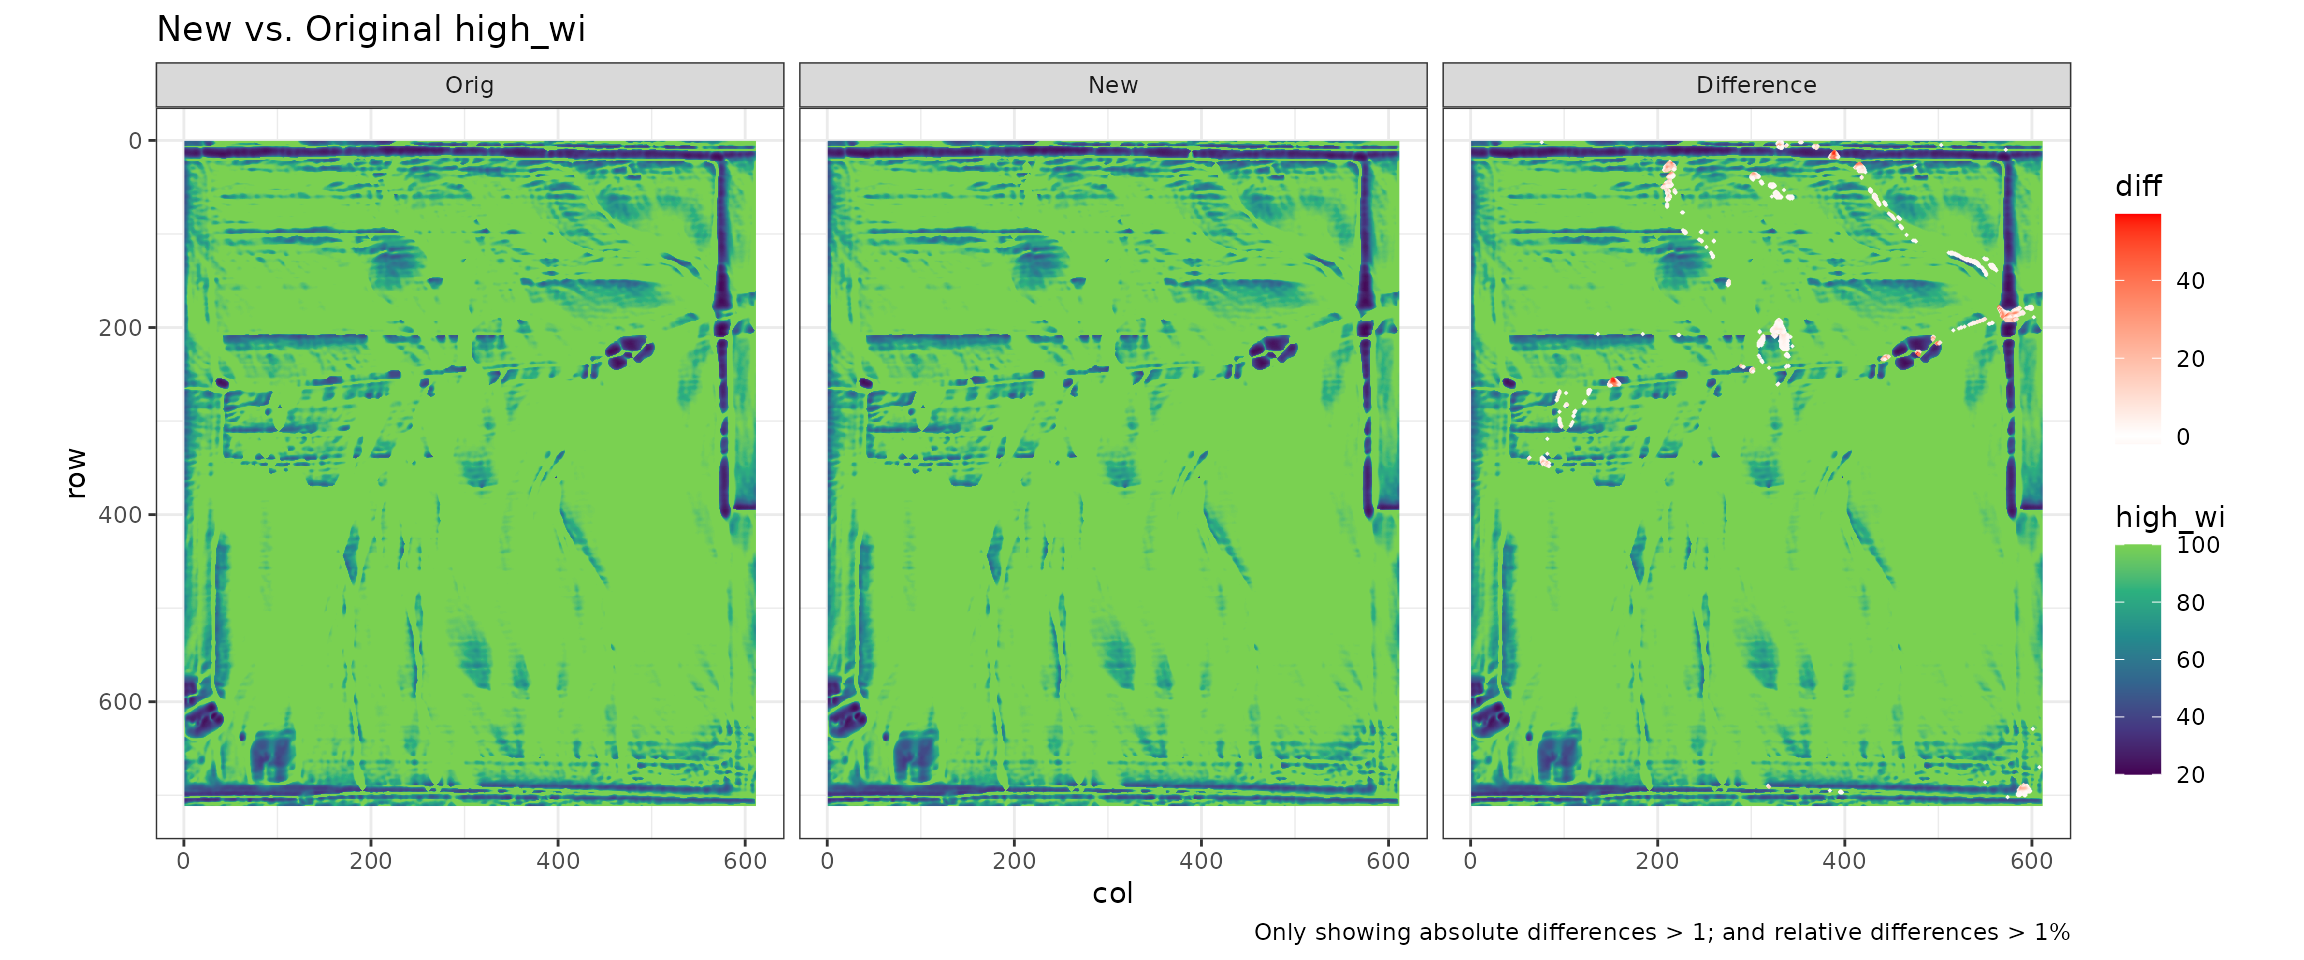 New vs. Original high_wi
Orig
New
Difference
0
200
400
600
row
0 200 400 600
0 200 400 600
0 200 400 600
col
diff
40
20
0
high_wi
100
80
60
40
20
Only showing absolute differences > 1; and relative differences > 1%